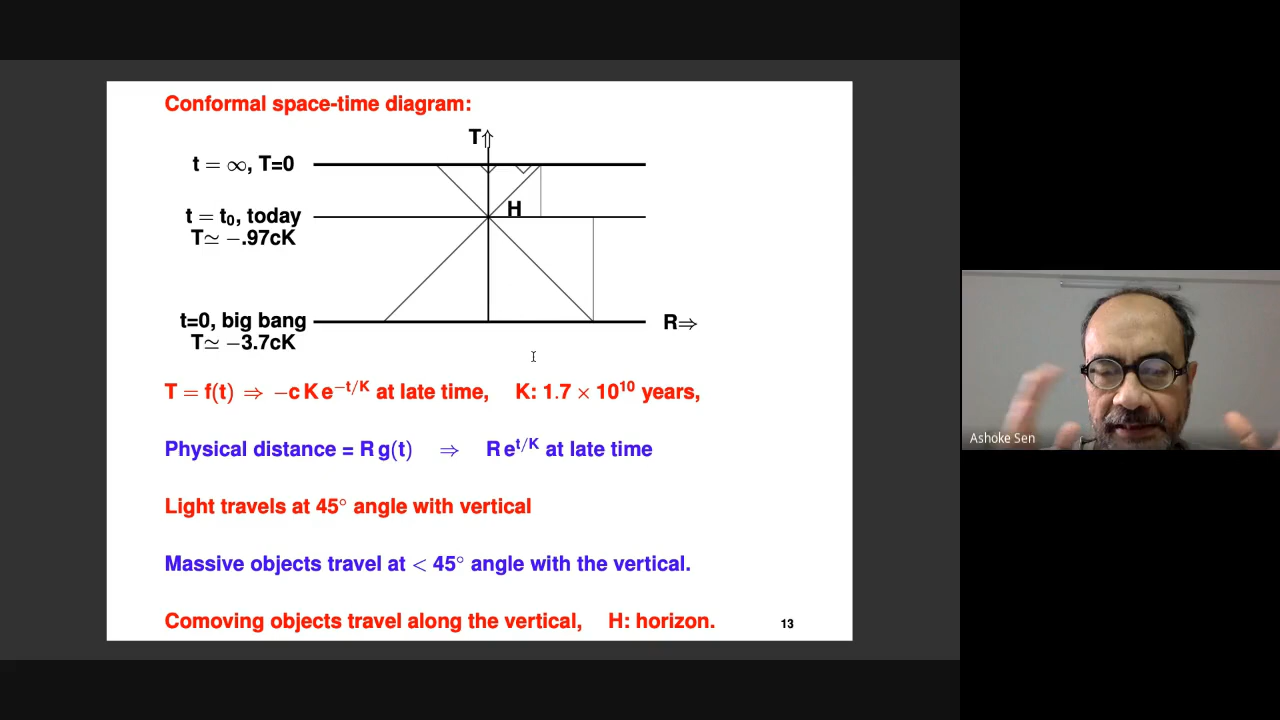 Conformal space-time diagram:
T⇑
t = ∞, T=0
t = t₀, today
T≃ −.97cK
H
t=0, big bang
T≃ −3.7cK
R⇒
T = f(t) ⇒ −c K e^{−t/K} at late time, K: 1.7 × 10^{10} years,
Physical distance = R g(t) ⇒ R e^{t/K} at late time
Light travels at 45° angle with vertical
Massive objects travel at < 45° angle with the vertical.
Comoving objects travel along the vertical, H: horizon.
13
Ashoke Sen